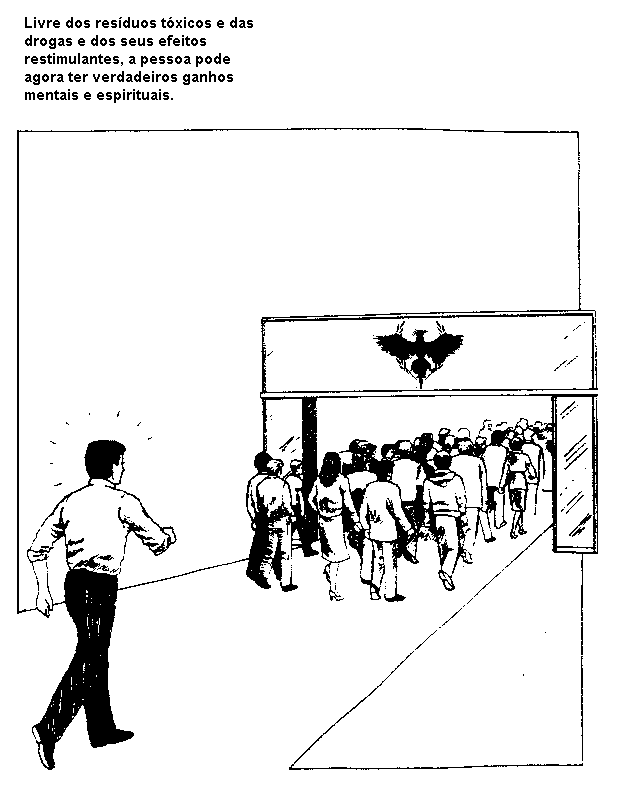 Livre dos resíduos tóxicos e das
drogas e dos seus efeitos
restimulantes, a pessoa pode
agora ter verdadeiros ganhos
mentais e espirituais.